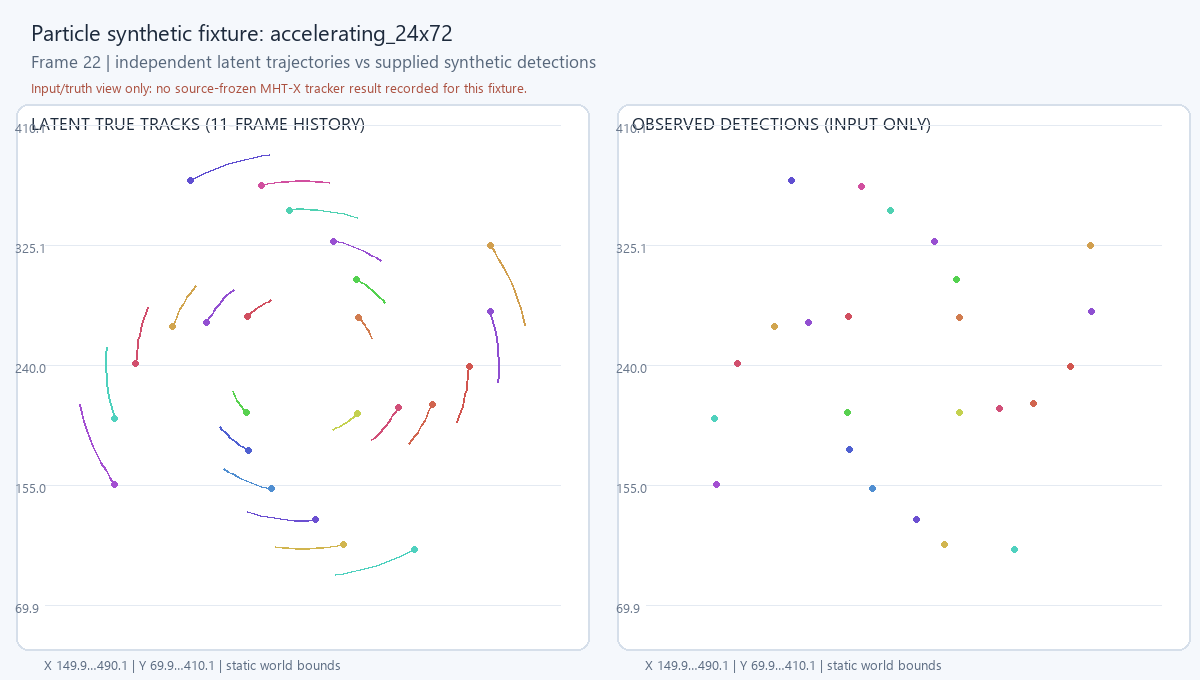 Particle synthetic fixture: accelerating_24x72
Frame 22 | independent latent trajectories vs supplied synthetic detections
Input/truth view only: no source-frozen MHT-X tracker result recorded for this fixture.
LATENT TRUE TRACKS (11-FRAME HISTORY)
410.1
325.1
240.0
155.0
69.9
X 149.9...490.1 | Y 69.9...410.1 | static world bounds
OBSERVED DETECTIONS (INPUT ONLY)
410.1
325.1
240.0
155.0
69.9
X 149.9...490.1 | Y 69.9...410.1 | static world bounds